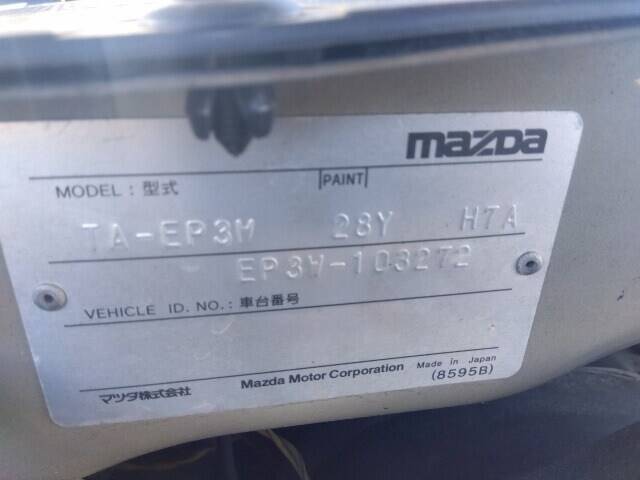 mazda
MODEL : 型式 PAINT
TA-EP3W 28Y H7A
EP3W-103272
VEHICLE ID. NO. : 車台番号
マツダ株式会社 Mazda Motor Corporation Made in Japan
(8595B)